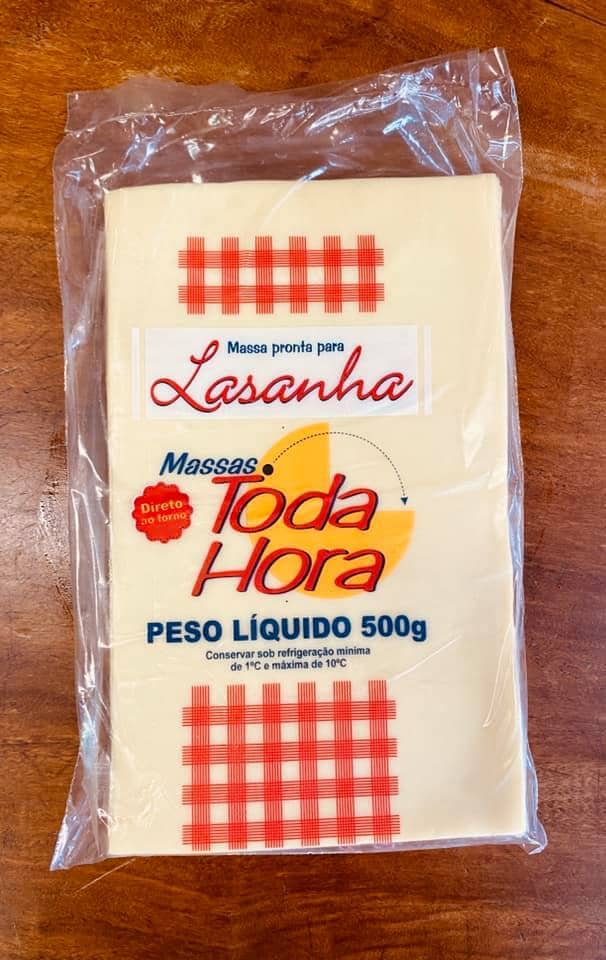 Massa pronta para
Lasanha
Massas
Toda
Hora
Direto
ao forno
PESO LÍQUIDO 500g
Conservar sob refrigeração mínima
de 1ºC e máxima de 10ºC